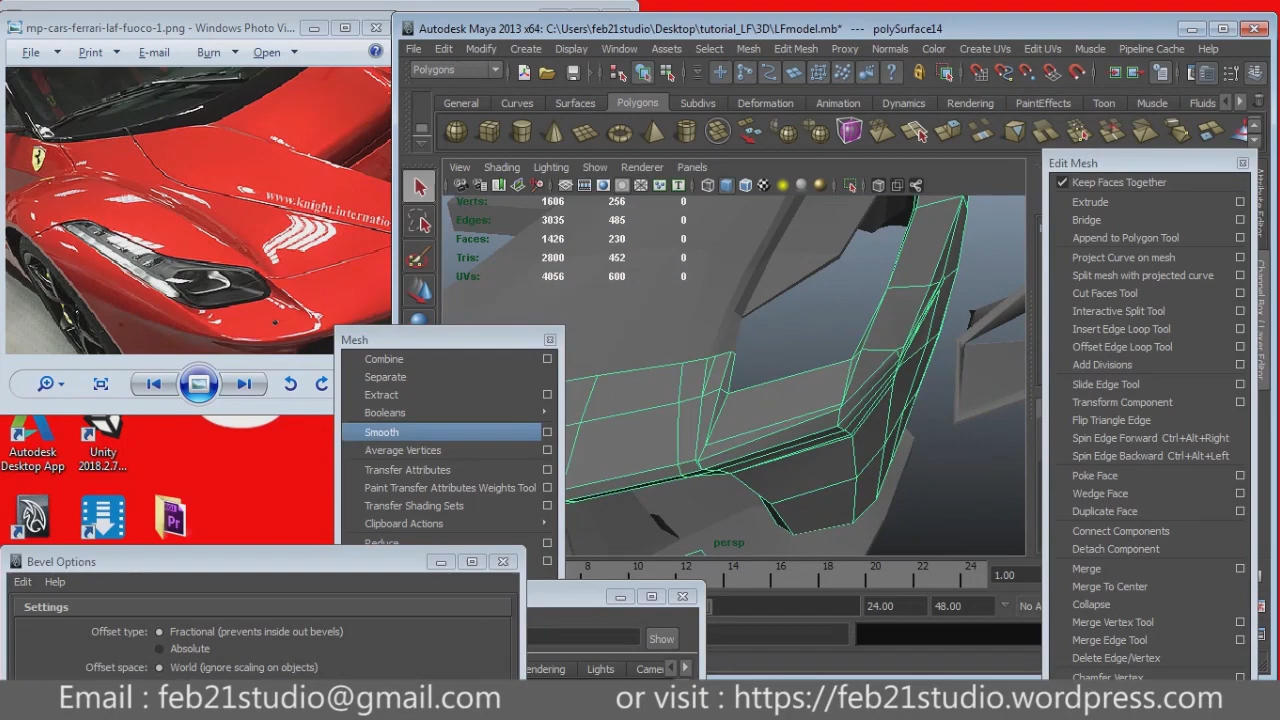 mp-cars-ferrari-laf-fuoco-1.png - Windows Photo Vi...
File Print E-mail Burn Open
www.knight.internatio
Autodesk Maya 2013 x64: C:\Users\feb21studio\Desktop\tutorial_LF\3D\LFmodel.mb* --- polySurface14
File Edit Modify Create Display Window Assets Select Mesh Edit Mesh Proxy Normals Color Create UVs Edit UVs Muscle Pipeline Cache Help
Polygons
General Curves Surfaces Polygons Subdivs Deformation Animation Dynamics Rendering PaintEffects Toon Muscle Fluids
View Shading Lighting Show Renderer Panels
Verts: 1606 256 0
Edges: 3035 485 0
Faces: 1426 230 0
Tris: 2800 452 0
UVs: 4056 600 0
persp
8 10 12 14 16 18 20 22 24
1.00
24.00 48.00 No A
Edit Mesh
Keep Faces Together
Extrude
Bridge
Append to Polygon Tool
Project Curve on mesh
Split mesh with projected curve
Cut Faces Tool
Interactive Split Tool
Insert Edge Loop Tool
Offset Edge Loop Tool
Add Divisions
Slide Edge Tool
Transform Component
Flip Triangle Edge
Spin Edge Forward Ctrl+Alt+Right
Spin Edge Backward Ctrl+Alt+Left
Poke Face
Wedge Face
Duplicate Face
Connect Components
Detach Component
Merge
Merge To Center
Collapse
Merge Vertex Tool
Merge Edge Tool
Delete Edge/Vertex
Chamfer Vertex
Channel Box / Layer Editor
Mesh
Combine
Separate
Extract
Booleans
Smooth
Average Vertices
Transfer Attributes
Paint Transfer Attributes Weights Tool
Transfer Shading Sets
Clipboard Actions
Reduce
Autodesk
Desktop App
Unity
2018.2.7...
Bevel Options
Edit Help
Settings
Offset type: Fractional (prevents inside out bevels)
Absolute
Offset space: World (ignore scaling on objects)
Show
endering Lights Camer
Email : feb21studio@gmail.com or visit : https://feb21studio.wordpress.com